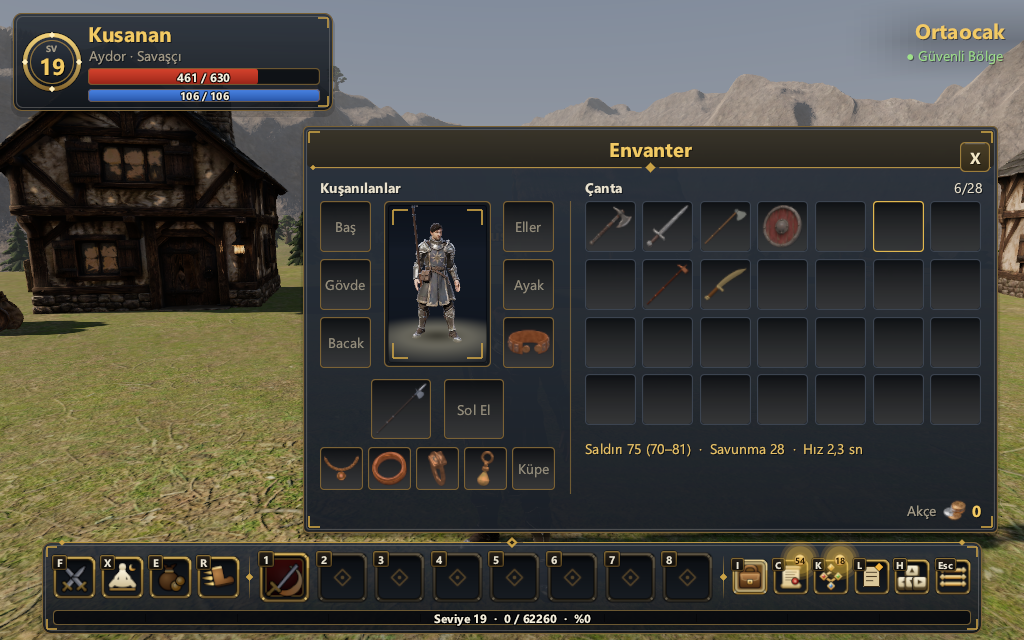 SV
19
Kusanan
Aydor · Savaşçı
461 / 630
106 / 106
Ortaocak
Güvenli Bölge
Envanter
X
Kuşanılanlar
Çanta
6/28
Baş
Eller
Gövde
Ayak
Bacak
Sol El
Küpe
Saldırı 75 (70–81) · Savunma 28 · Hız 2,3 sn
Akçe 0
F X E R 1 2 3 4 5 6 7 8 I C 54 K 18 L H Esc
Seviye 19 · 0 / 62260 · %0